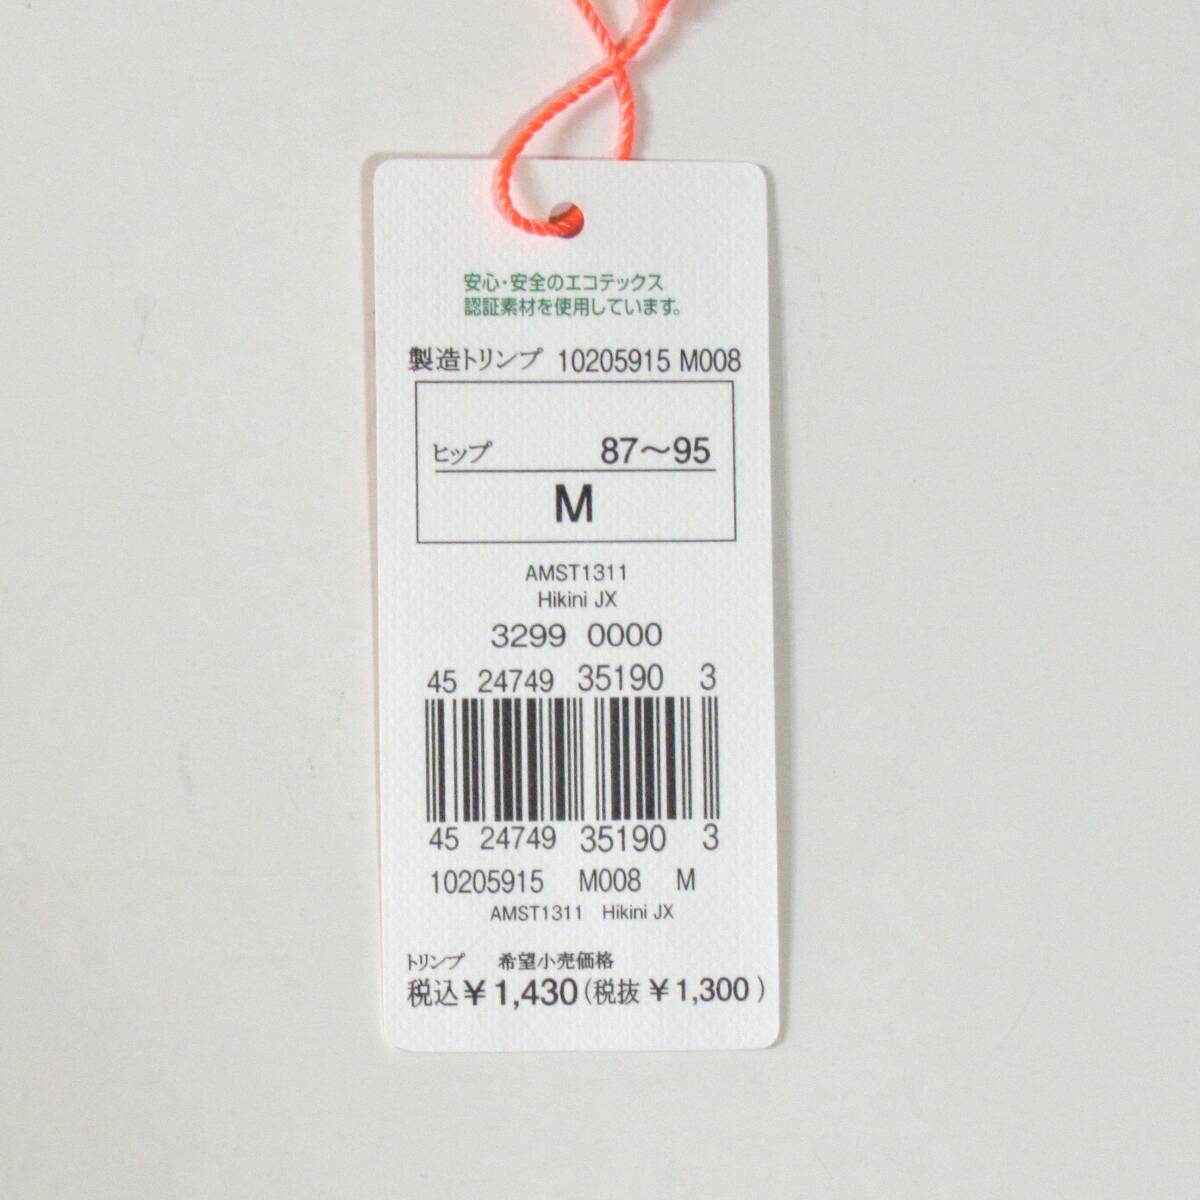 安心・安全のエコテックス
認証素材を使用しています。
製造トリンプ 10205915 M008
ヒップ 87～95
M
AMST1311
Hikini JX
3299 0000
45 24749 35190 3
45 24749 35190 3
10205915 M008 M
AMST1311 Hikini JX
トリンプ 希望小売価格
税込￥1,430(税抜￥1,300)